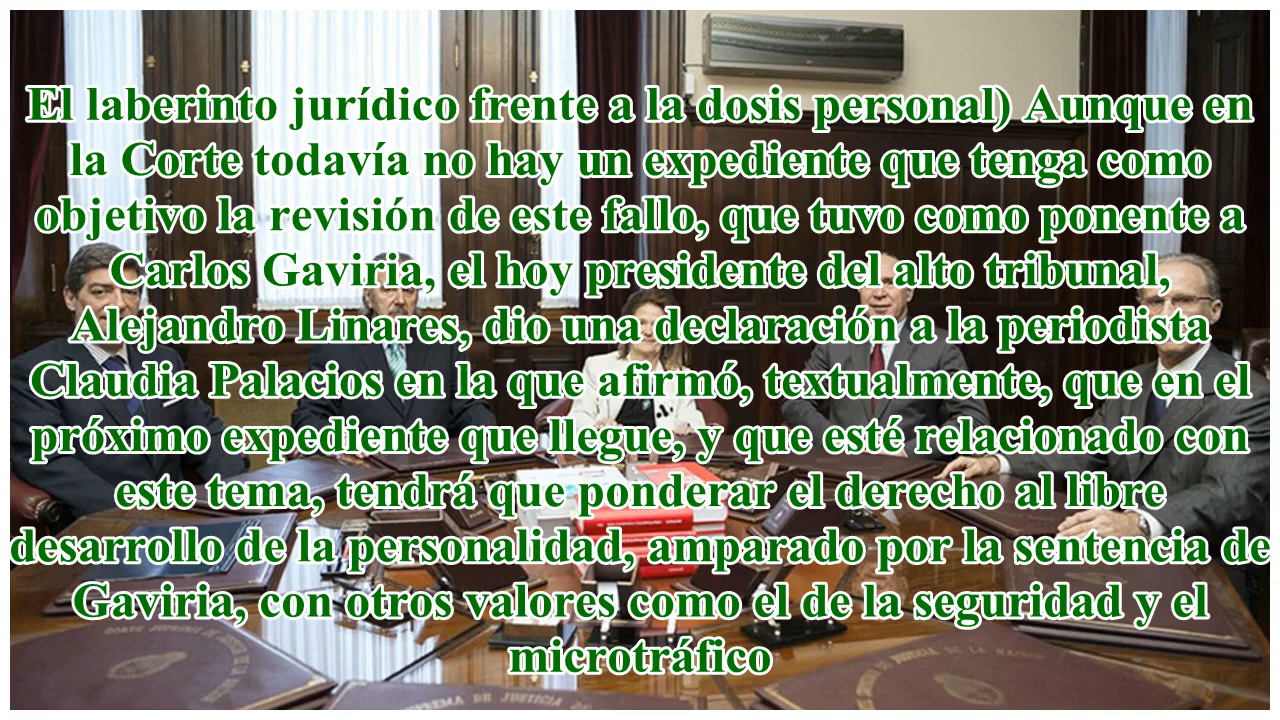 El laberinto jurídico frente a la dosis personal) Aunque en
la Corte todavía no hay un expediente que tenga como
objetivo la revisión de este fallo, que tuvo como ponente a
Carlos Gaviria, el hoy presidente del alto tribunal,
Alejandro Linares, dio una declaración a la periodista
Claudia Palacios en la que afirmó, textualmente, que en el
próximo expediente que llegue, y que esté relacionado con
este tema, tendrá que ponderar el derecho al libre
desarrollo de la personalidad, amparado por la sentencia de
Gaviria, con otros valores como el de la seguridad y el
microtráfico